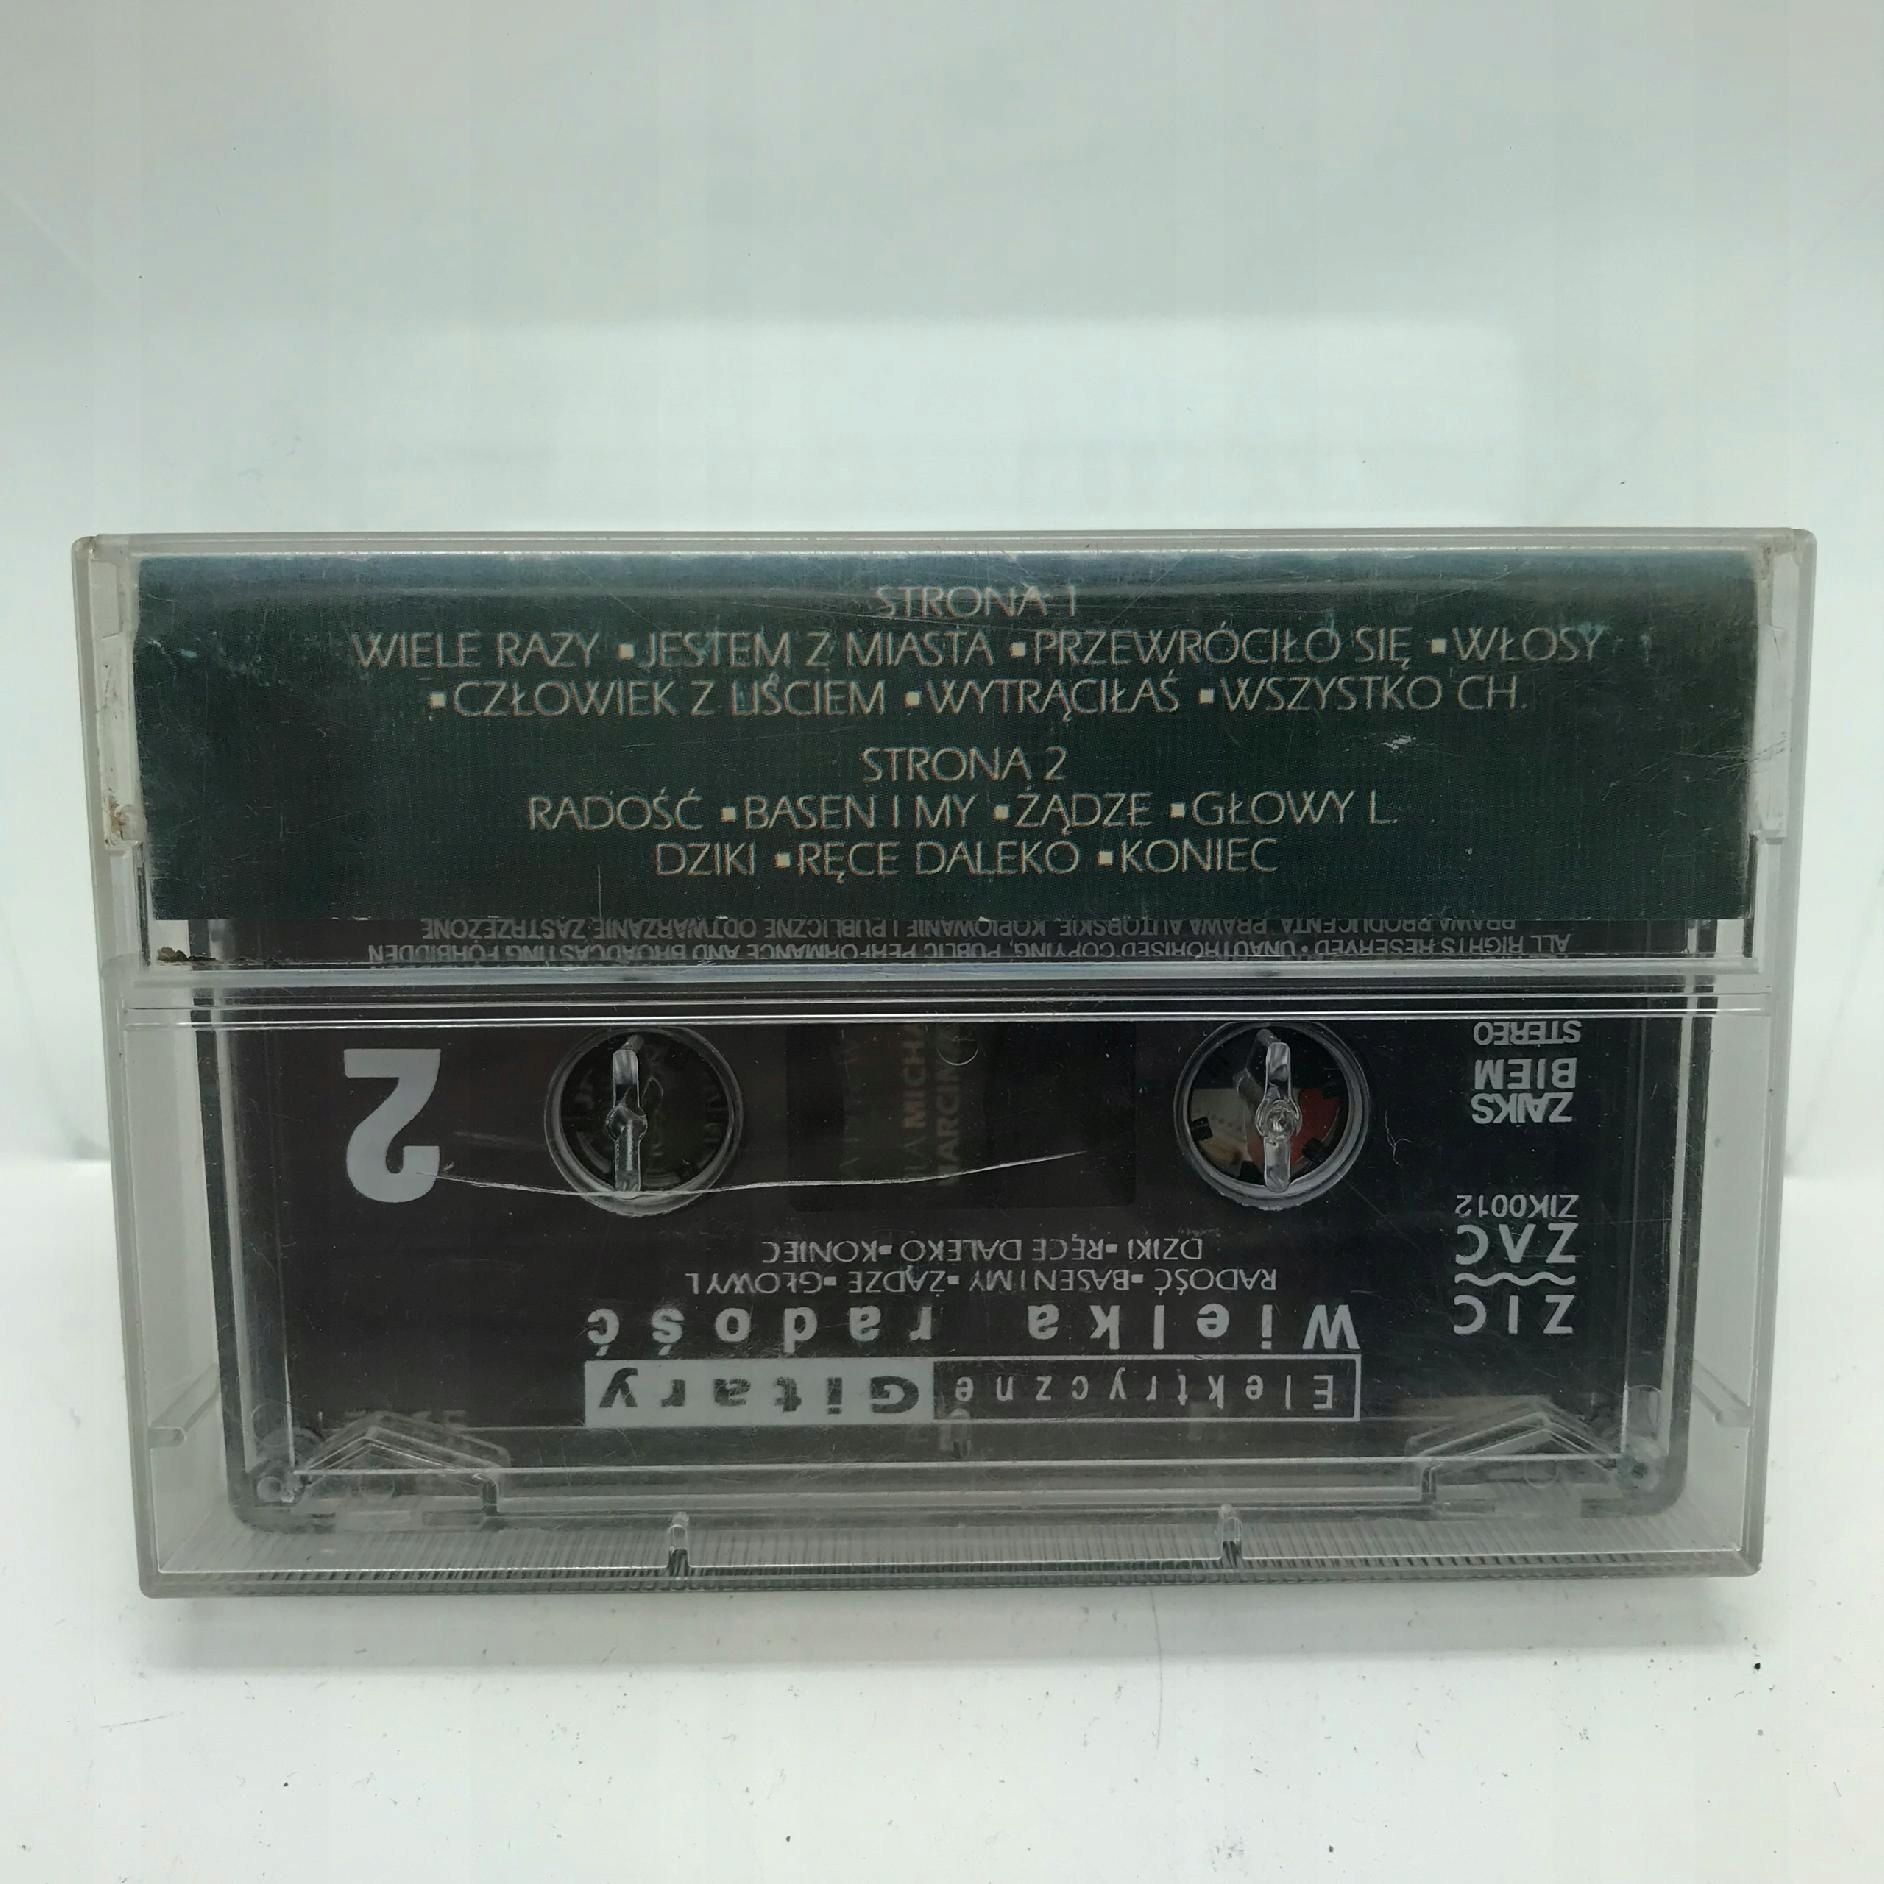 STRONA 1
WIELE RAZY ▪JESTEM Z MIASTA ▪PRZEWRÓCIŁO SIĘ ▪WŁOSY
▪CZŁOWIEK Z LIŚCIEM ▪WYTRĄCIŁAŚ ▪WSZYSTKO CH.
STRONA 2
RADOŚĆ ▪BASEN I MY ▪ŻĄDZE ▪GŁOWY L.
DZIKI ▪RĘCE DALEKO ▪KONIEC
Elektryczne Gitary
Wielka radość
RADOŚĆ▪BASEN I MY▪ŻĄDZE▪GŁOWY L
DZIKI▪RĘCE DALEKO▪KONIEC
2
ZIC
ZAC
ZIK0012
ZAIKS
BIEM
STEREO
ALL RIGHTS RESERVED • UNAUTHORISED COPYING, PUBLIC PERFORMANCE AND BROADCASTING FORBIDDEN
PRAWA PRODUCENTA, PRAWA AUTORSKIE, KOPIOWANIE I PUBLICZNE ODTWARZANIE ZASTRZEŻONE